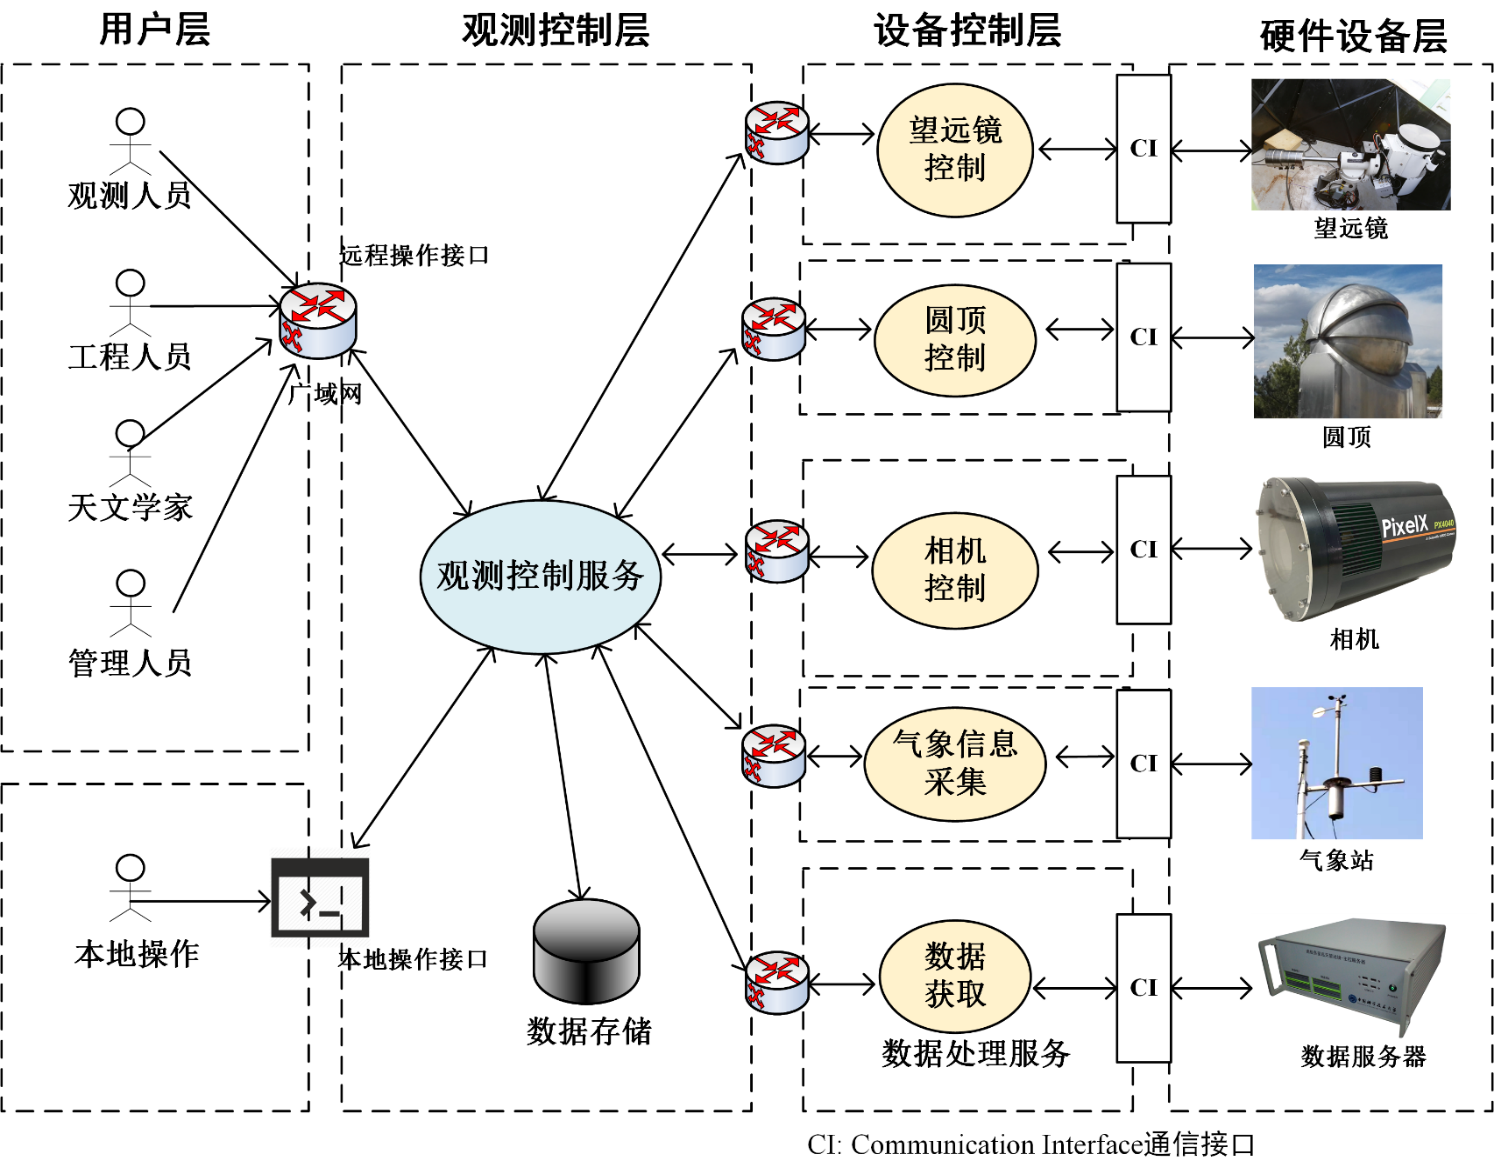 用户层
观测控制层
设备控制层
硬件设备层
观测人员
工程人员
天文学家
管理人员
本地操作
远程操作接口
广域网
观测控制服务
本地操作接口
数据存储
望远镜
控制
圆顶
控制
相机
控制
气象信息
采集
数据
获取
数据处理服务
CI
CI
CI
CI
CI
望远镜
圆顶
PixelX
PX4040
相机
气象站
数据服务器
CI: Communication Interface通信接口